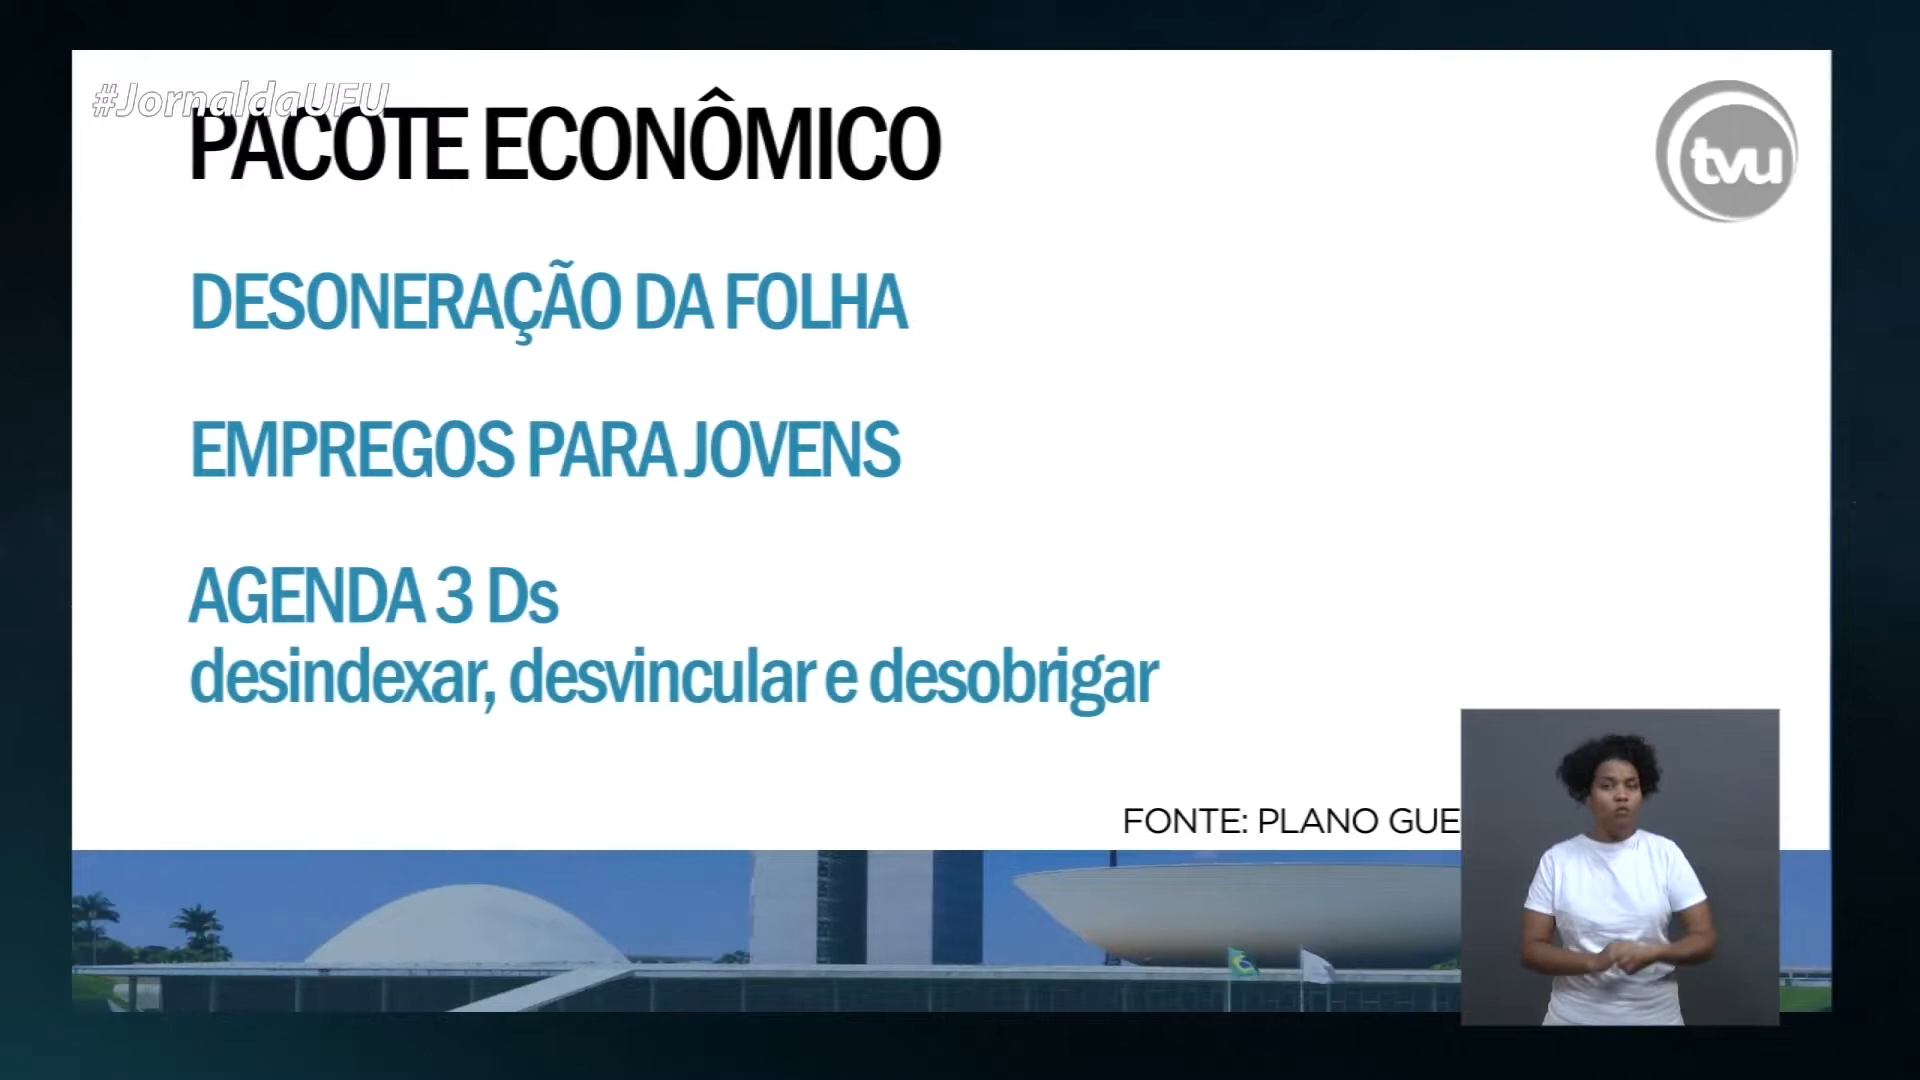 #JornaldaUFU
PACOTE ECONÔMICO
tvu
DESONERAÇÃO DA FOLHA
EMPREGOS PARA JOVENS
AGENDA 3 Ds
desindexar, desvincular e desobrigar
FONTE: PLANO GUE